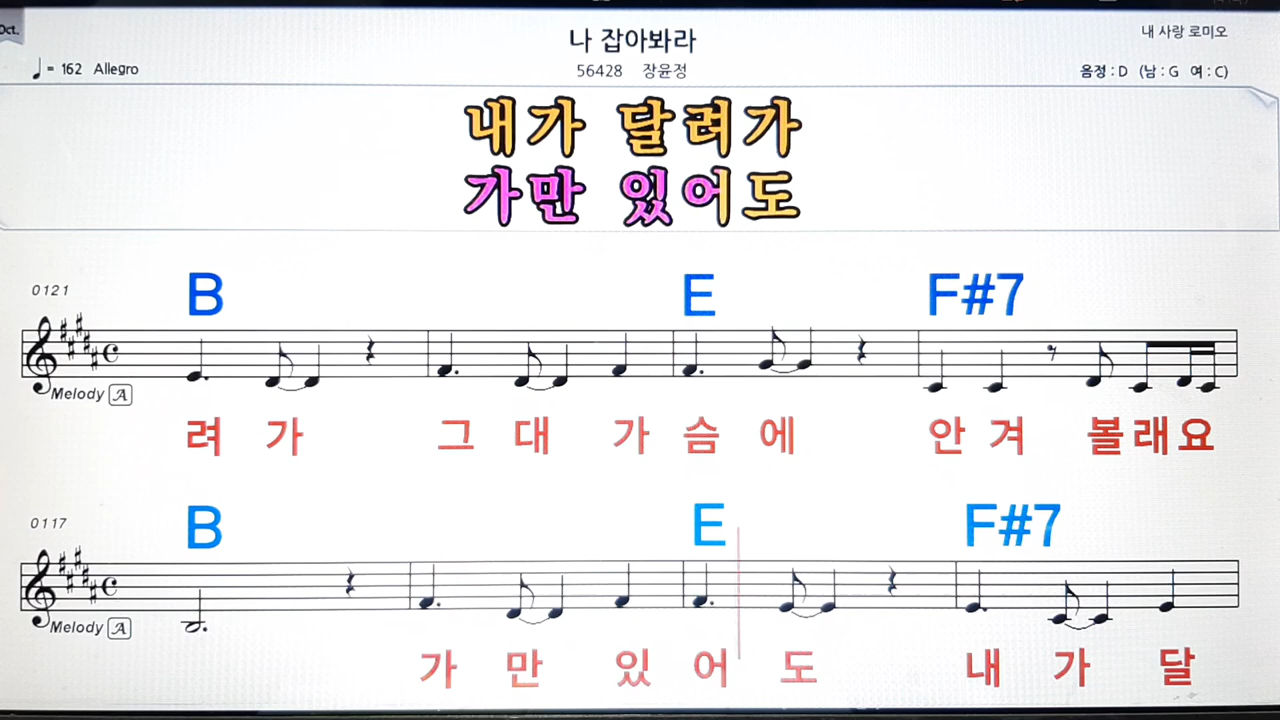 Oct.
나 잡아봐라
내 사랑 로미오
♩= 162 Allegro
56428 장윤정
음정 : D (남 : G 여 : C)
내가 달려가
가만 있어도
0121
B E F#7
Melody A
려 가 그 대 가 슴 에 안 겨 볼 래 요
0117
B E F#7
Melody A
가 만 있 어 도 내 가 달